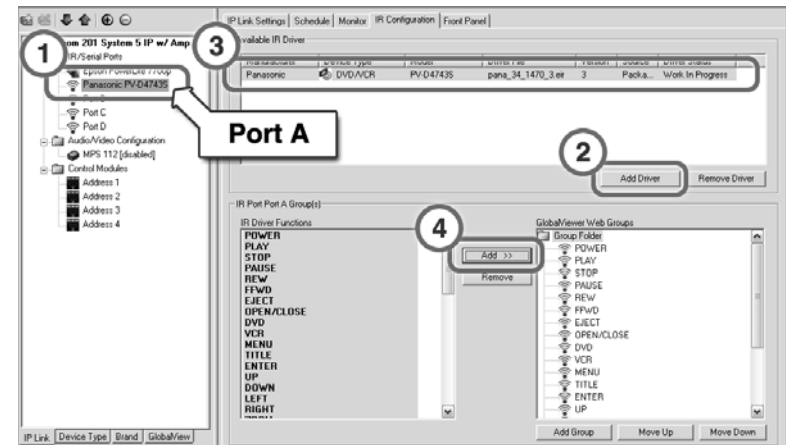 IP Link Settings Schedule Monitor IR Configuration Front Panel
1
om 201 System 5 IP w/ Amp
IR/Serial Ports
Epson PowerLite 7700p
Panasonic PV-D4743S
Port C
Port D
Audio/Video Configuration
MPS 112 [disabled]
Control Modules
Address 1
Address 2
Address 3
Address 4
Port A
3
vailable IR Driver
Manufacturer Device Type Model Driver File Version Source Driver Status
Panasonic DVD/VCR PV-D4743S pana_34_1470_3.eir 3 Packa... Work In Progress
2
Add Driver Remove Driver
IR Port Port A Group(s)
IR Driver Functions
POWER
PLAY
STOP
PAUSE
REW
FFWD
EJECT
OPEN/CLOSE
DVD
VCR
MENU
TITLE
ENTER
UP
DOWN
LEFT
RIGHT
4
Add >>
Remove
GlobalViewer Web Groups
Group Folder
POWER
PLAY
STOP
PAUSE
REW
FFWD
EJECT
OPEN/CLOSE
DVD
VCR
MENU
TITLE
ENTER
UP
Add Group Move Up Move Down
IP Link Device Type Brand GlobalView